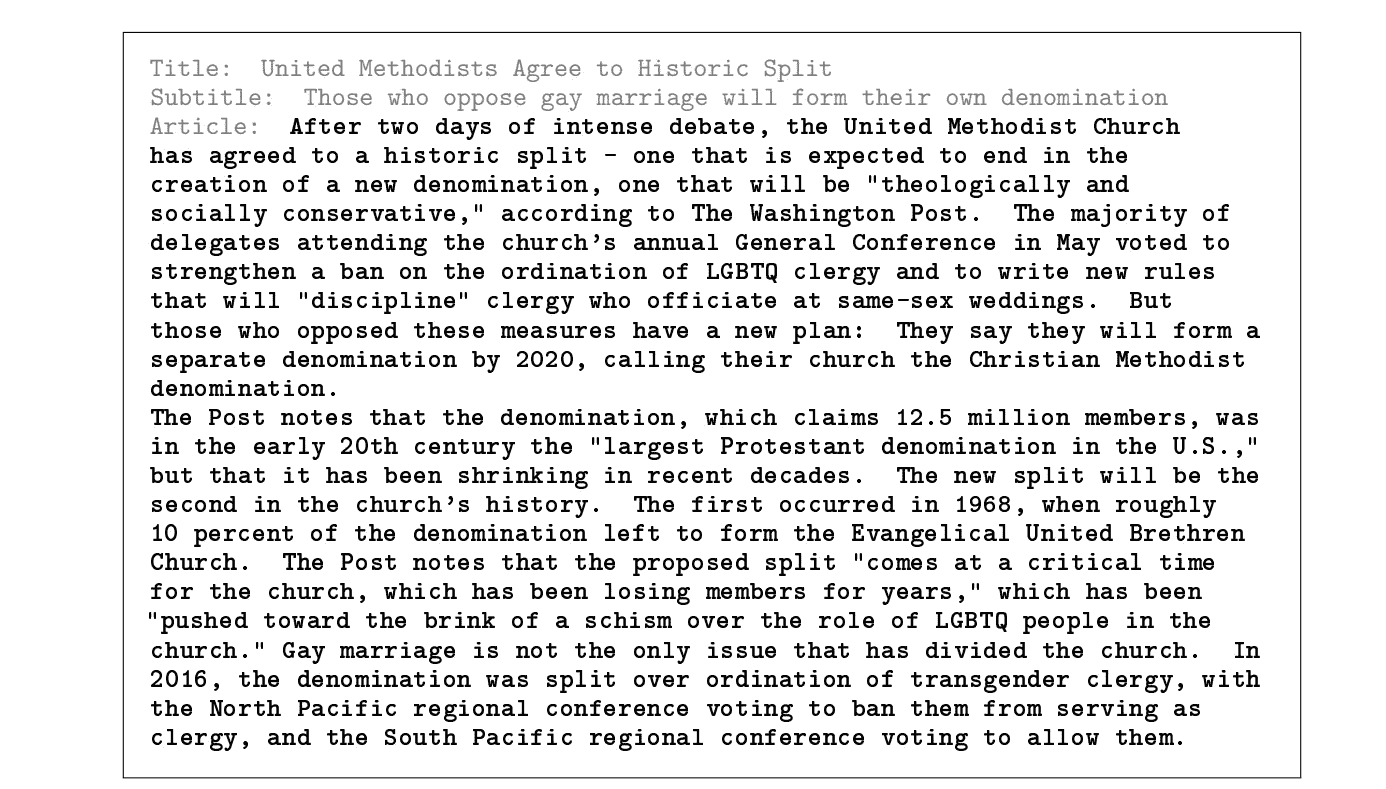 Title: United Methodists Agree to Historic Split
Subtitle: Those who oppose gay marriage will form their own denomination
Article: After two days of intense debate, the United Methodist Church
has agreed to a historic split - one that is expected to end in the
creation of a new denomination, one that will be "theologically and
socially conservative," according to The Washington Post. The majority of
delegates attending the church's annual General Conference in May voted to
strengthen a ban on the ordination of LGBTQ clergy and to write new rules
that will "discipline" clergy who officiate at same-sex weddings. But
those who opposed these measures have a new plan: They say they will form a
separate denomination by 2020, calling their church the Christian Methodist
denomination.
The Post notes that the denomination, which claims 12.5 million members, was
in the early 20th century the "largest Protestant denomination in the U.S.,"
but that it has been shrinking in recent decades. The new split will be the
second in the church's history. The first occurred in 1968, when roughly
10 percent of the denomination left to form the Evangelical United Brethren
Church. The Post notes that the proposed split "comes at a critical time
for the church, which has been losing members for years," which has been
"pushed toward the brink of a schism over the role of LGBTQ people in the
church." Gay marriage is not the only issue that has divided the church. In
2016, the denomination was split over ordination of transgender clergy, with
the North Pacific regional conference voting to ban them from serving as
clergy, and the South Pacific regional conference voting to allow them.